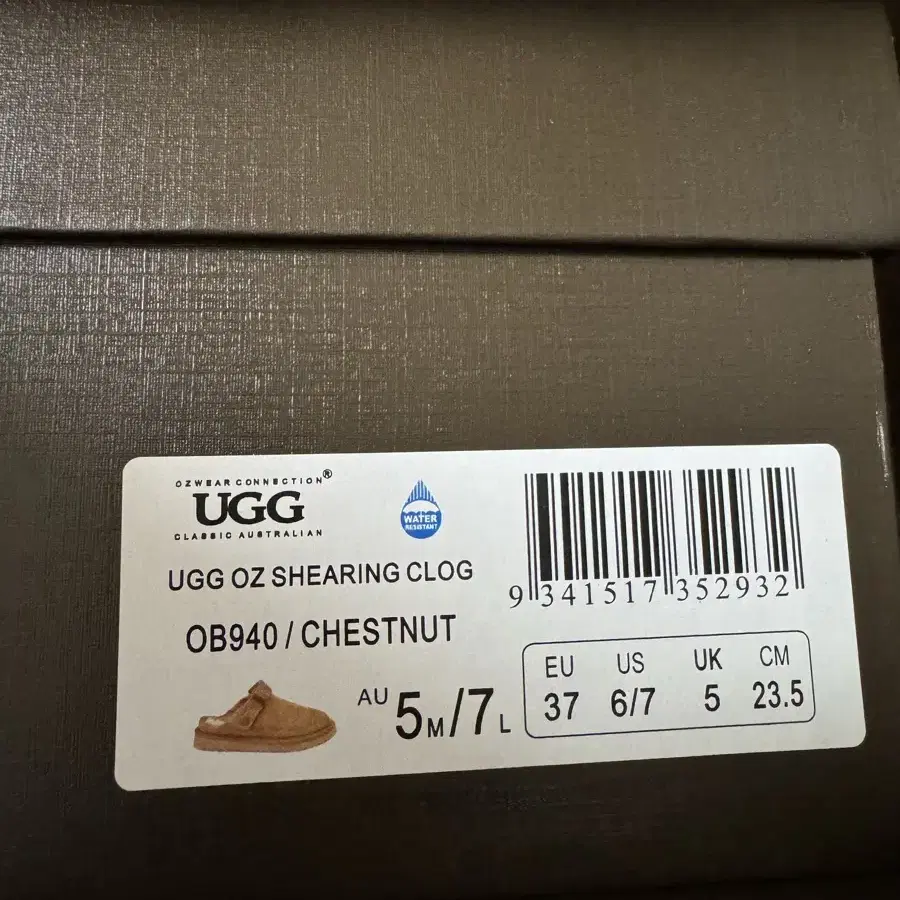 OZWEAR CONNECTION®
UGG
CLASSIC AUSTRALIAN
WATER
RESISTANT
UGG OZ SHEARING CLOG
OB940 / CHESTNUT
AU 5M/7L
9 341517 352932
EU US UK CM
37 6/7 5 23.5